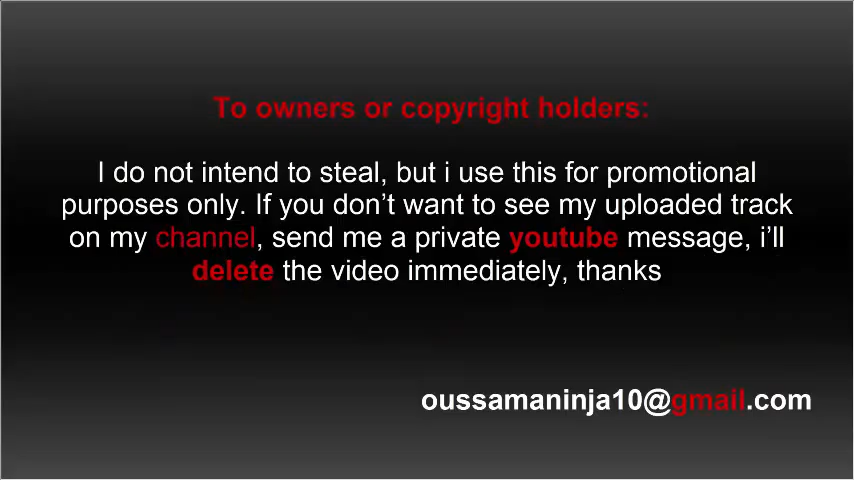 To owners or copyright holders:
I do not intend to steal, but i use this for promotional
purposes only. If you don’t want to see my uploaded track
on my channel, send me a private youtube message, i’ll
delete the video immediately, thanks
oussamaninja10@gmail.com